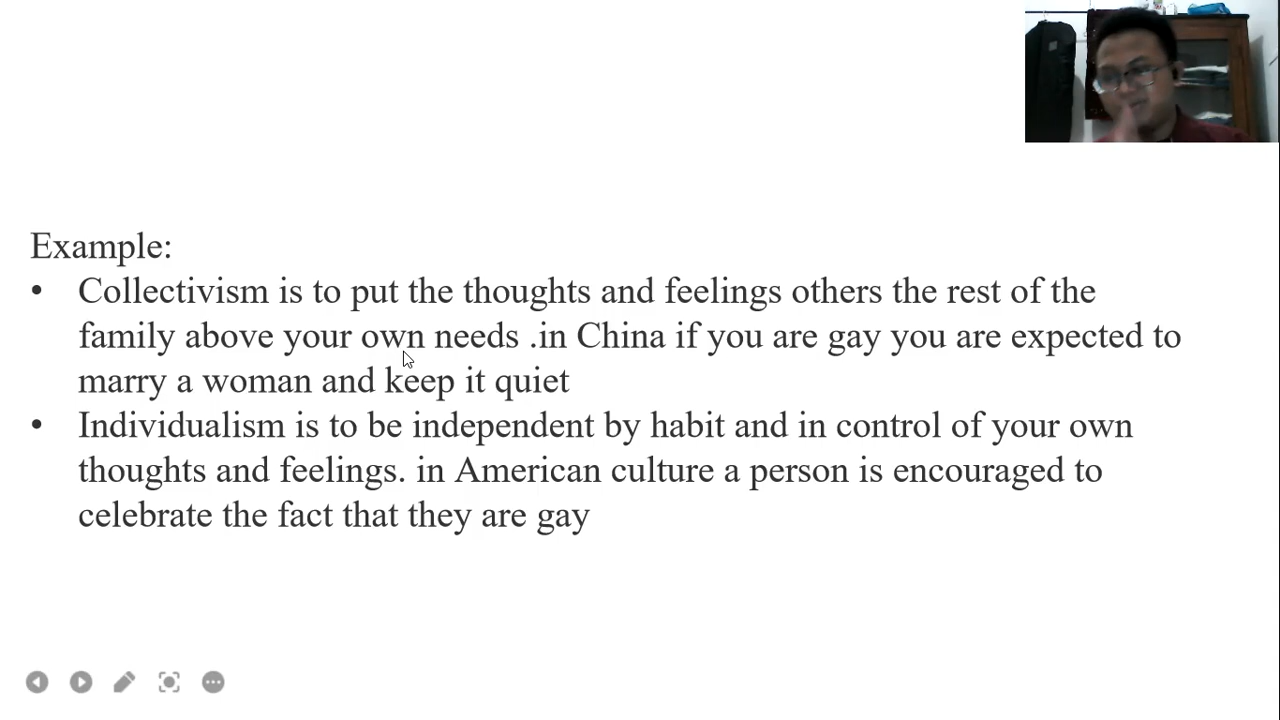 Example:
• Collectivism is to put the thoughts and feelings others the rest of the
family above your own needs .in China if you are gay you are expected to
marry a woman and keep it quiet
• Individualism is to be independent by habit and in control of your own
thoughts and feelings. in American culture a person is encouraged to
celebrate the fact that they are gay